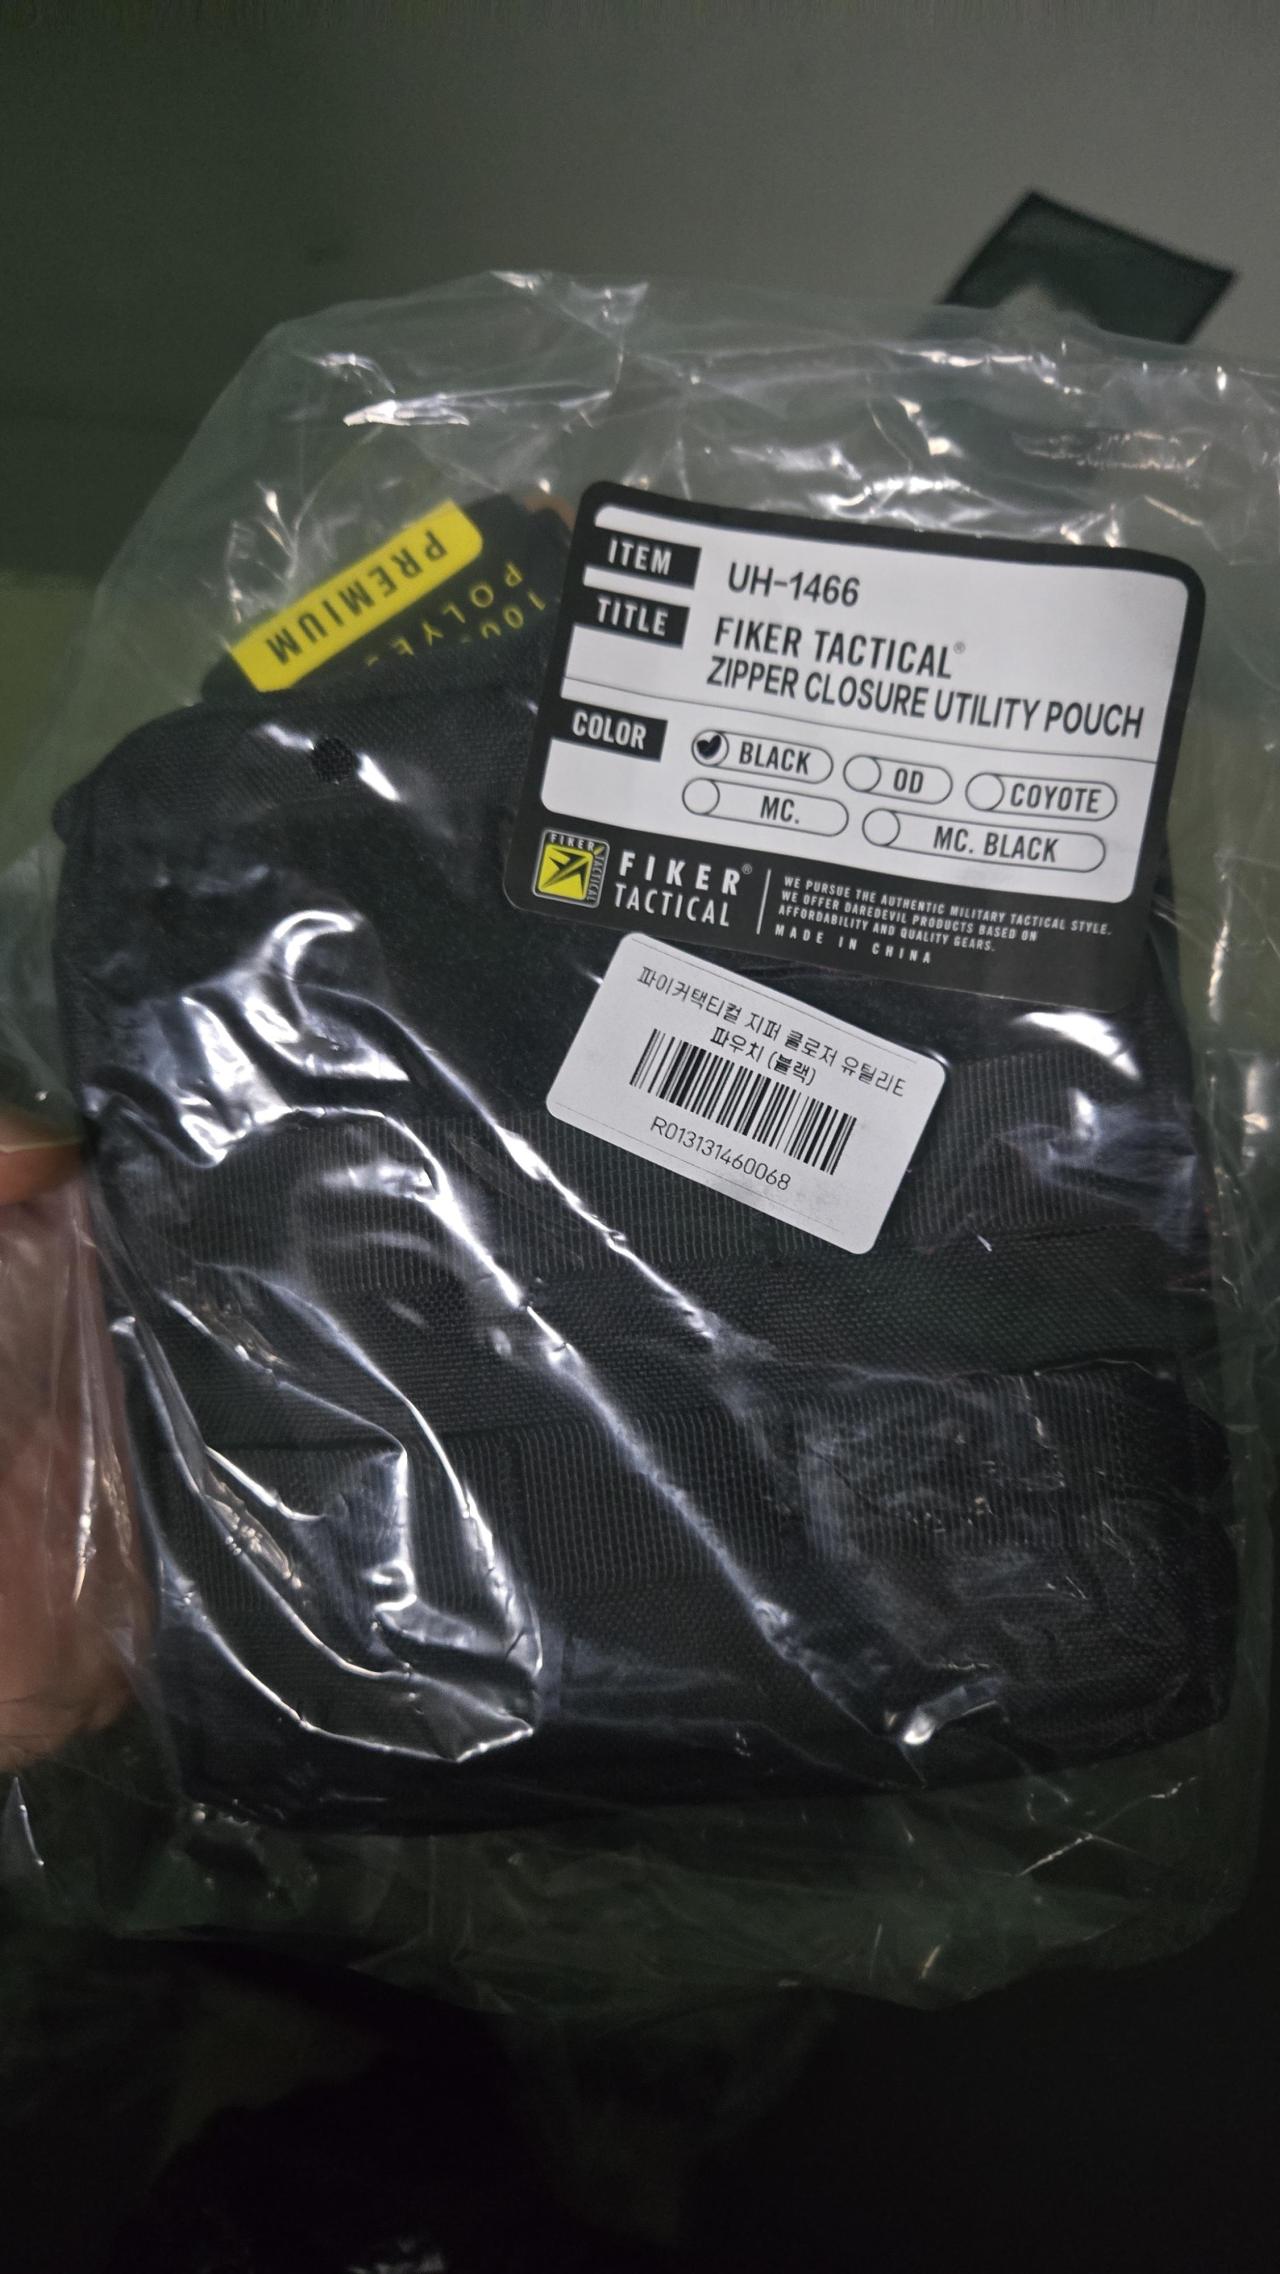 PREMIUM
ITEM
UH-1466
TITLE
FIKER TACTICAL®
ZIPPER CLOSURE UTILITY POUCH
COLOR
BLACK
OD
COYOTE
MC.
MC. BLACK
FIKER
TACTICAL
FIKER®
TACTICAL
WE PURSUE THE AUTHENTIC MILITARY TACTICAL STYLE.
WE OFFER DAREDEVIL PRODUCTS BASED ON
AFFORDABILITY AND QUALITY GEARS.
MADE IN CHINA
파이커택티컬 지퍼 클로저 유틸리E
파우치 (블랙)
R013131460068